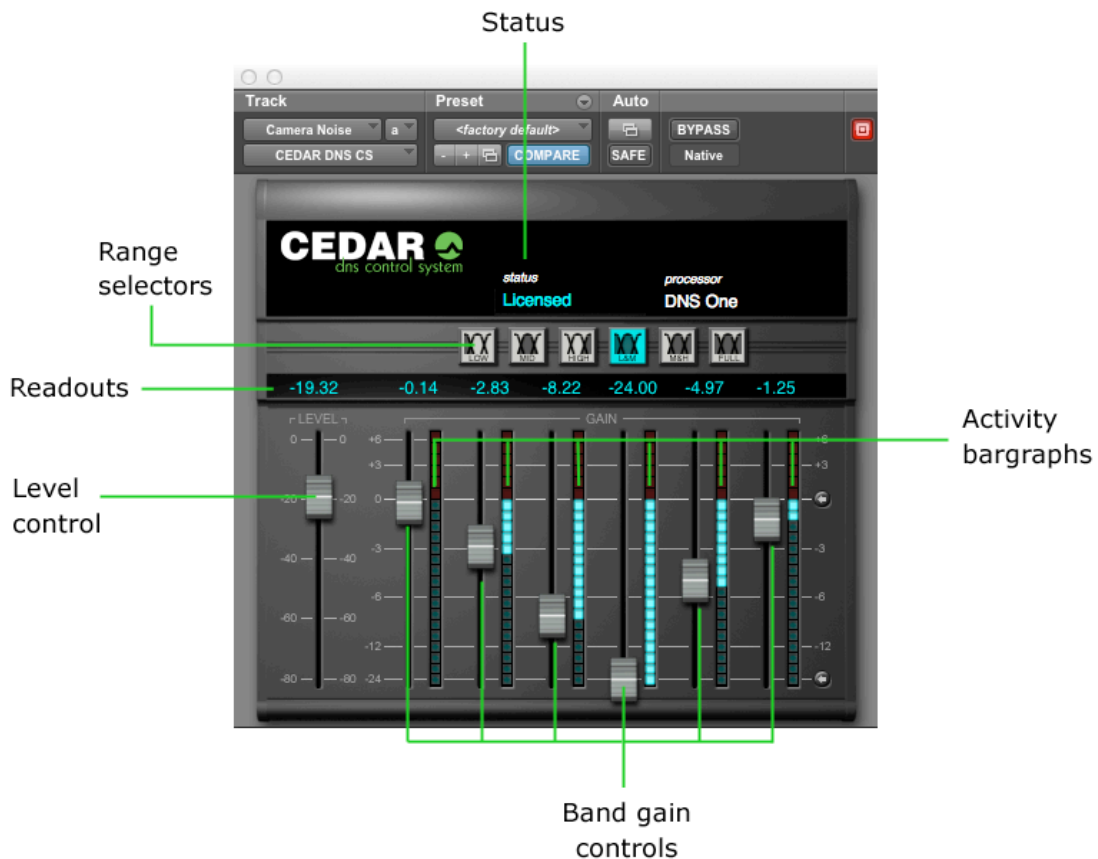 Status
Track Preset Auto
Camera Noise a <factory default> BYPASS
CEDAR DNS CS - + COMPARE SAFE Native
CEDAR
dns control system
status processor
Licensed DNS One
Range
selectors
LOW MID HIGH L&M M&H FULL
Readouts
-19.32 -0.14 -2.83 -8.22 -24.00 -4.97 -1.25
LEVEL GAIN
0 0 +6 +6
+3 +3
Activity
bargraphs
Level
control
-20 -20 0 0
-3 -3
-40 -40
-6 -6
-60 -60
-12 -12
-80 -80 -24 -24
Band gain
controls